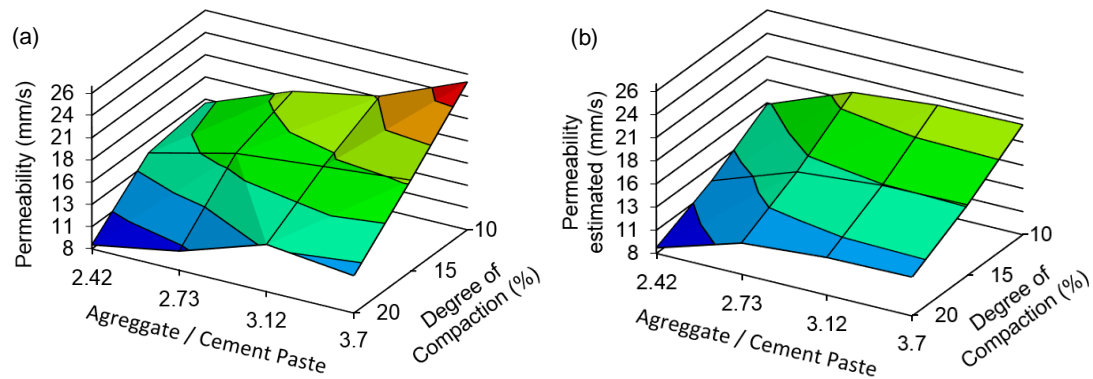 (a)
Permeability (mm/s)
26
24
21
18
16
13
11
8
2.42
2.73
3.12
3.7
Agreggate / Cement Paste
10
15
20
Degree of
Compaction (%)
(b)
Permeability
estimated (mm/s)
26
24
21
18
16
13
11
8
2.42
2.73
3.12
3.7
Agreggate / Cement Paste
10
15
20
Degree of
Compaction (%)